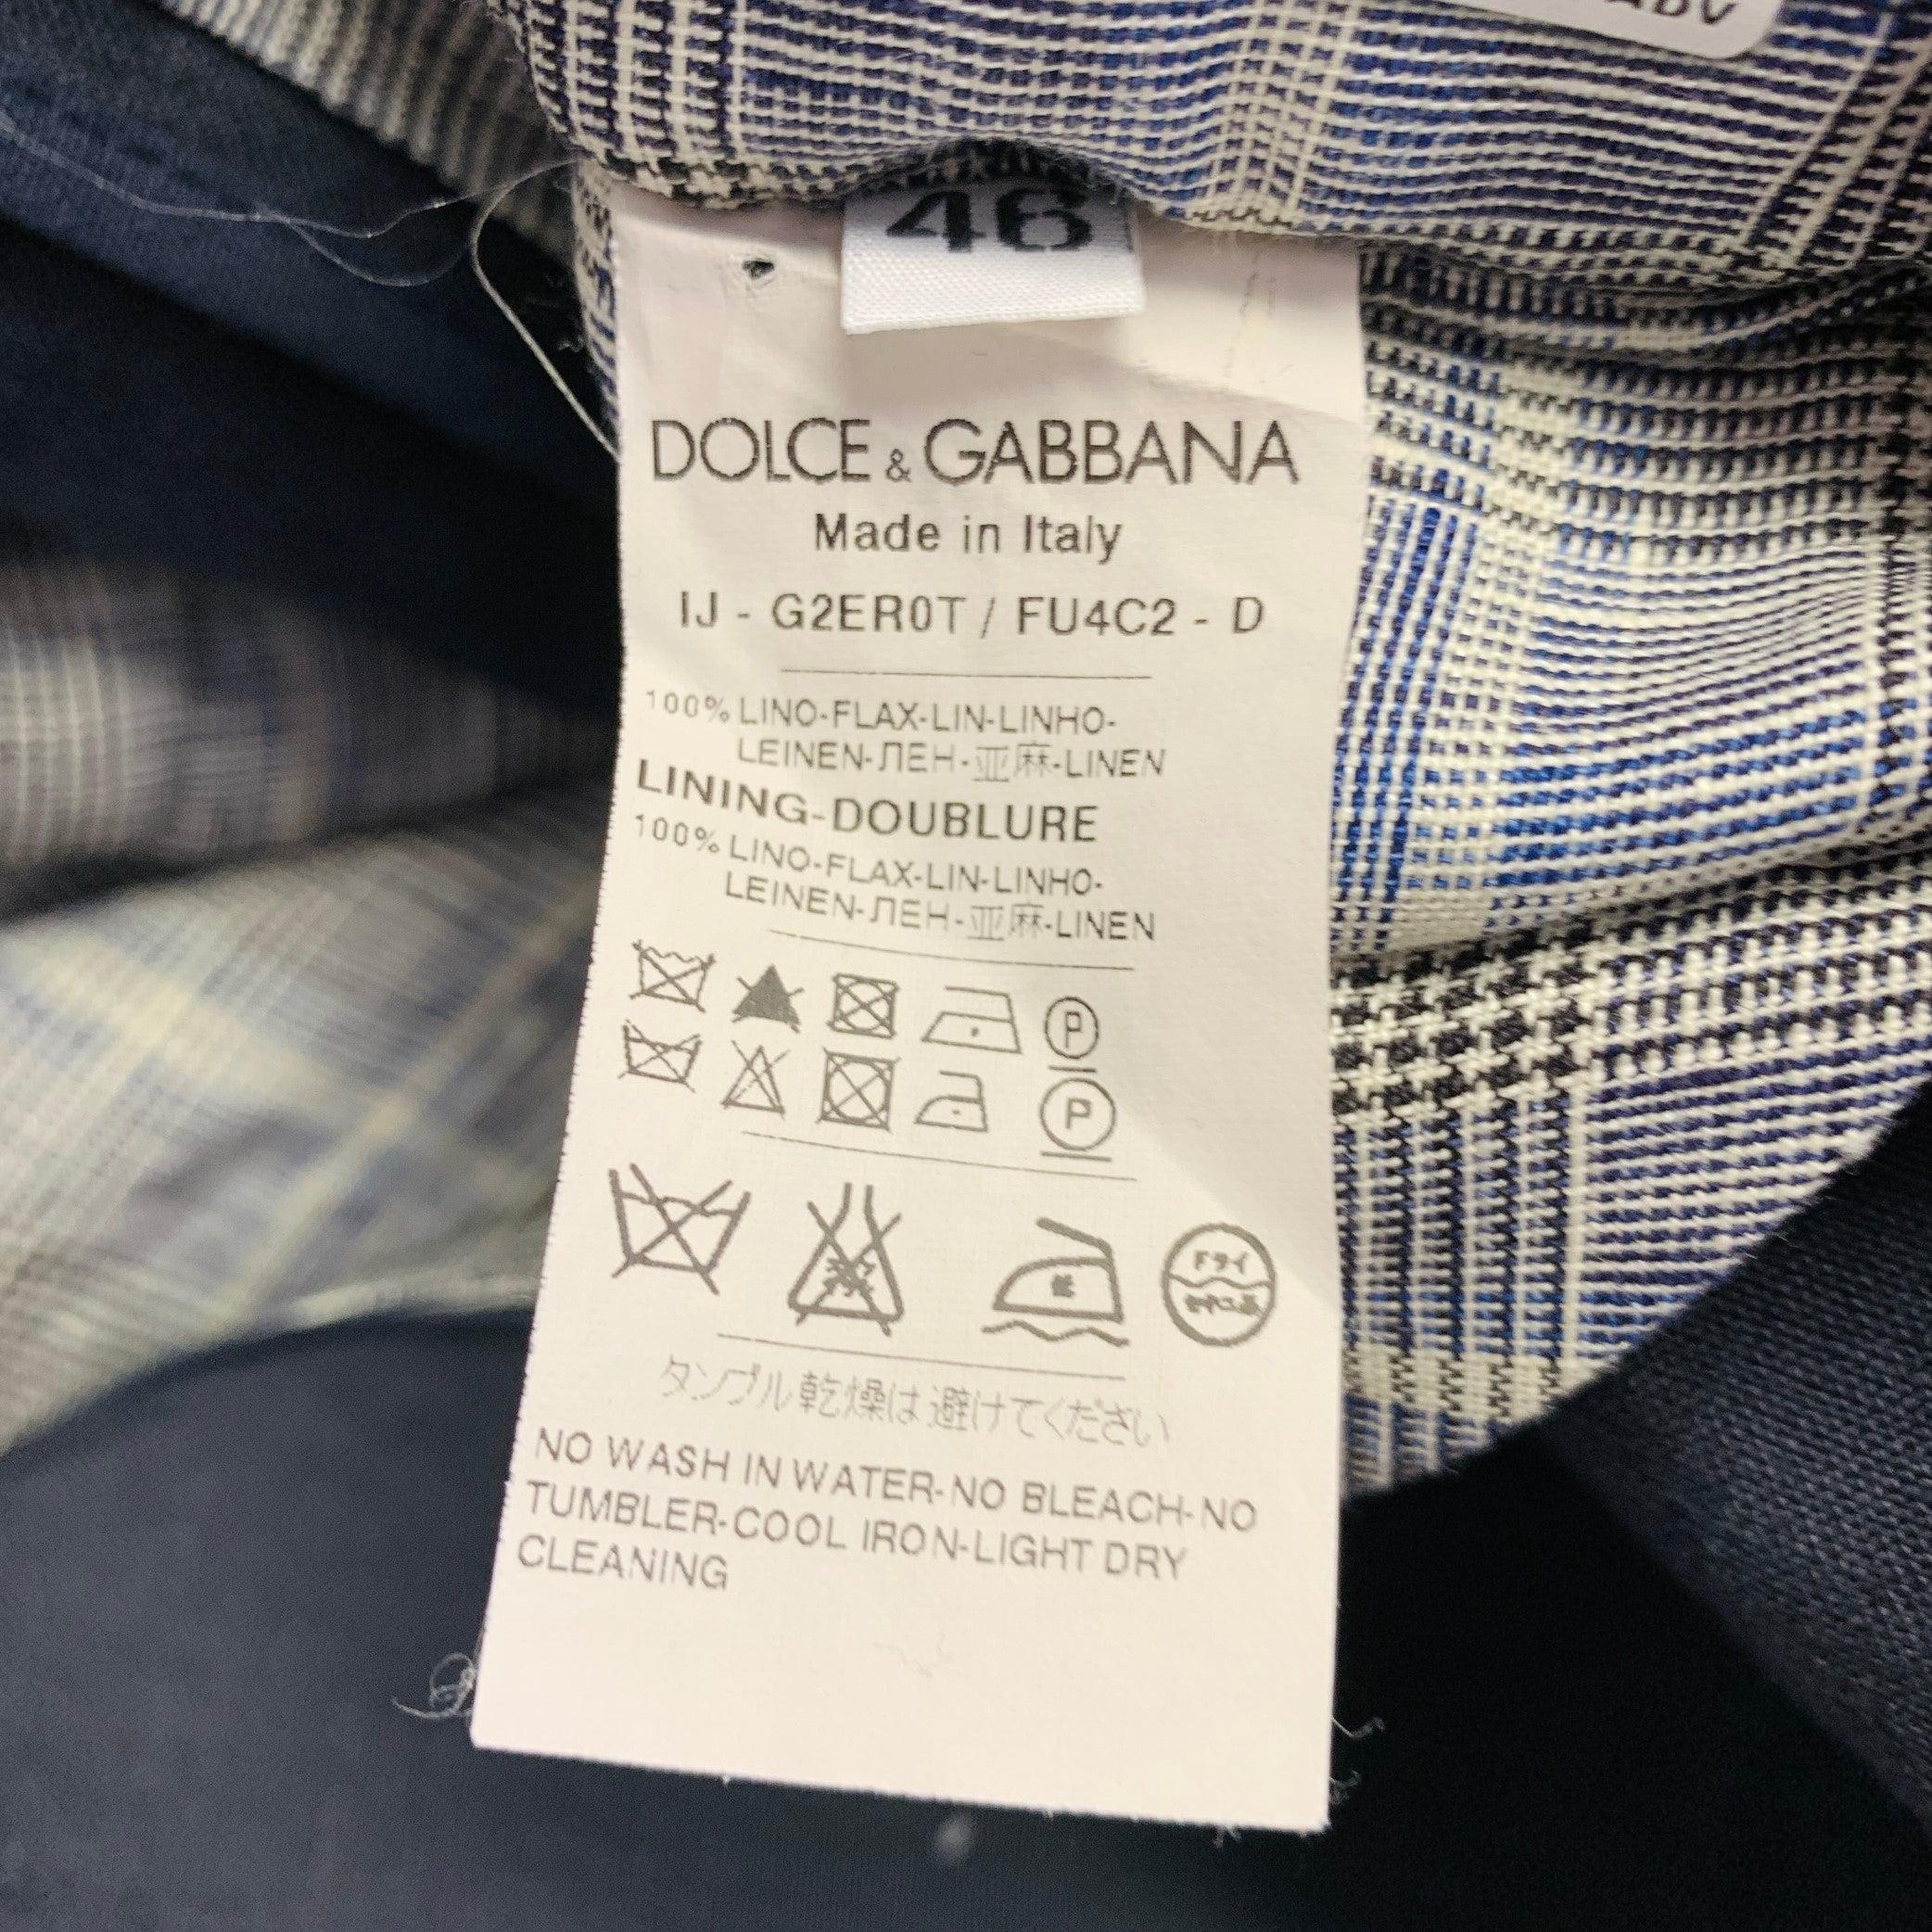 46
DOLCE & GABBANA
Made in Italy
IJ - G2ER0T / FU4C2 - D
100% LINO-FLAX-LIN-LINHO-
LEINEN-ЛЕН-亚麻-LINEN
LINING-DOUBLURE
100% LINO-FLAX-LIN-LINHO-
LEINEN-ЛЕН-亚麻-LINEN
P
P
低
ドライ
タンブル乾燥は避けてください
NO WASH IN WATER-NO BLEACH-NO
TUMBLER-COOL IRON-LIGHT DRY
CLEANING